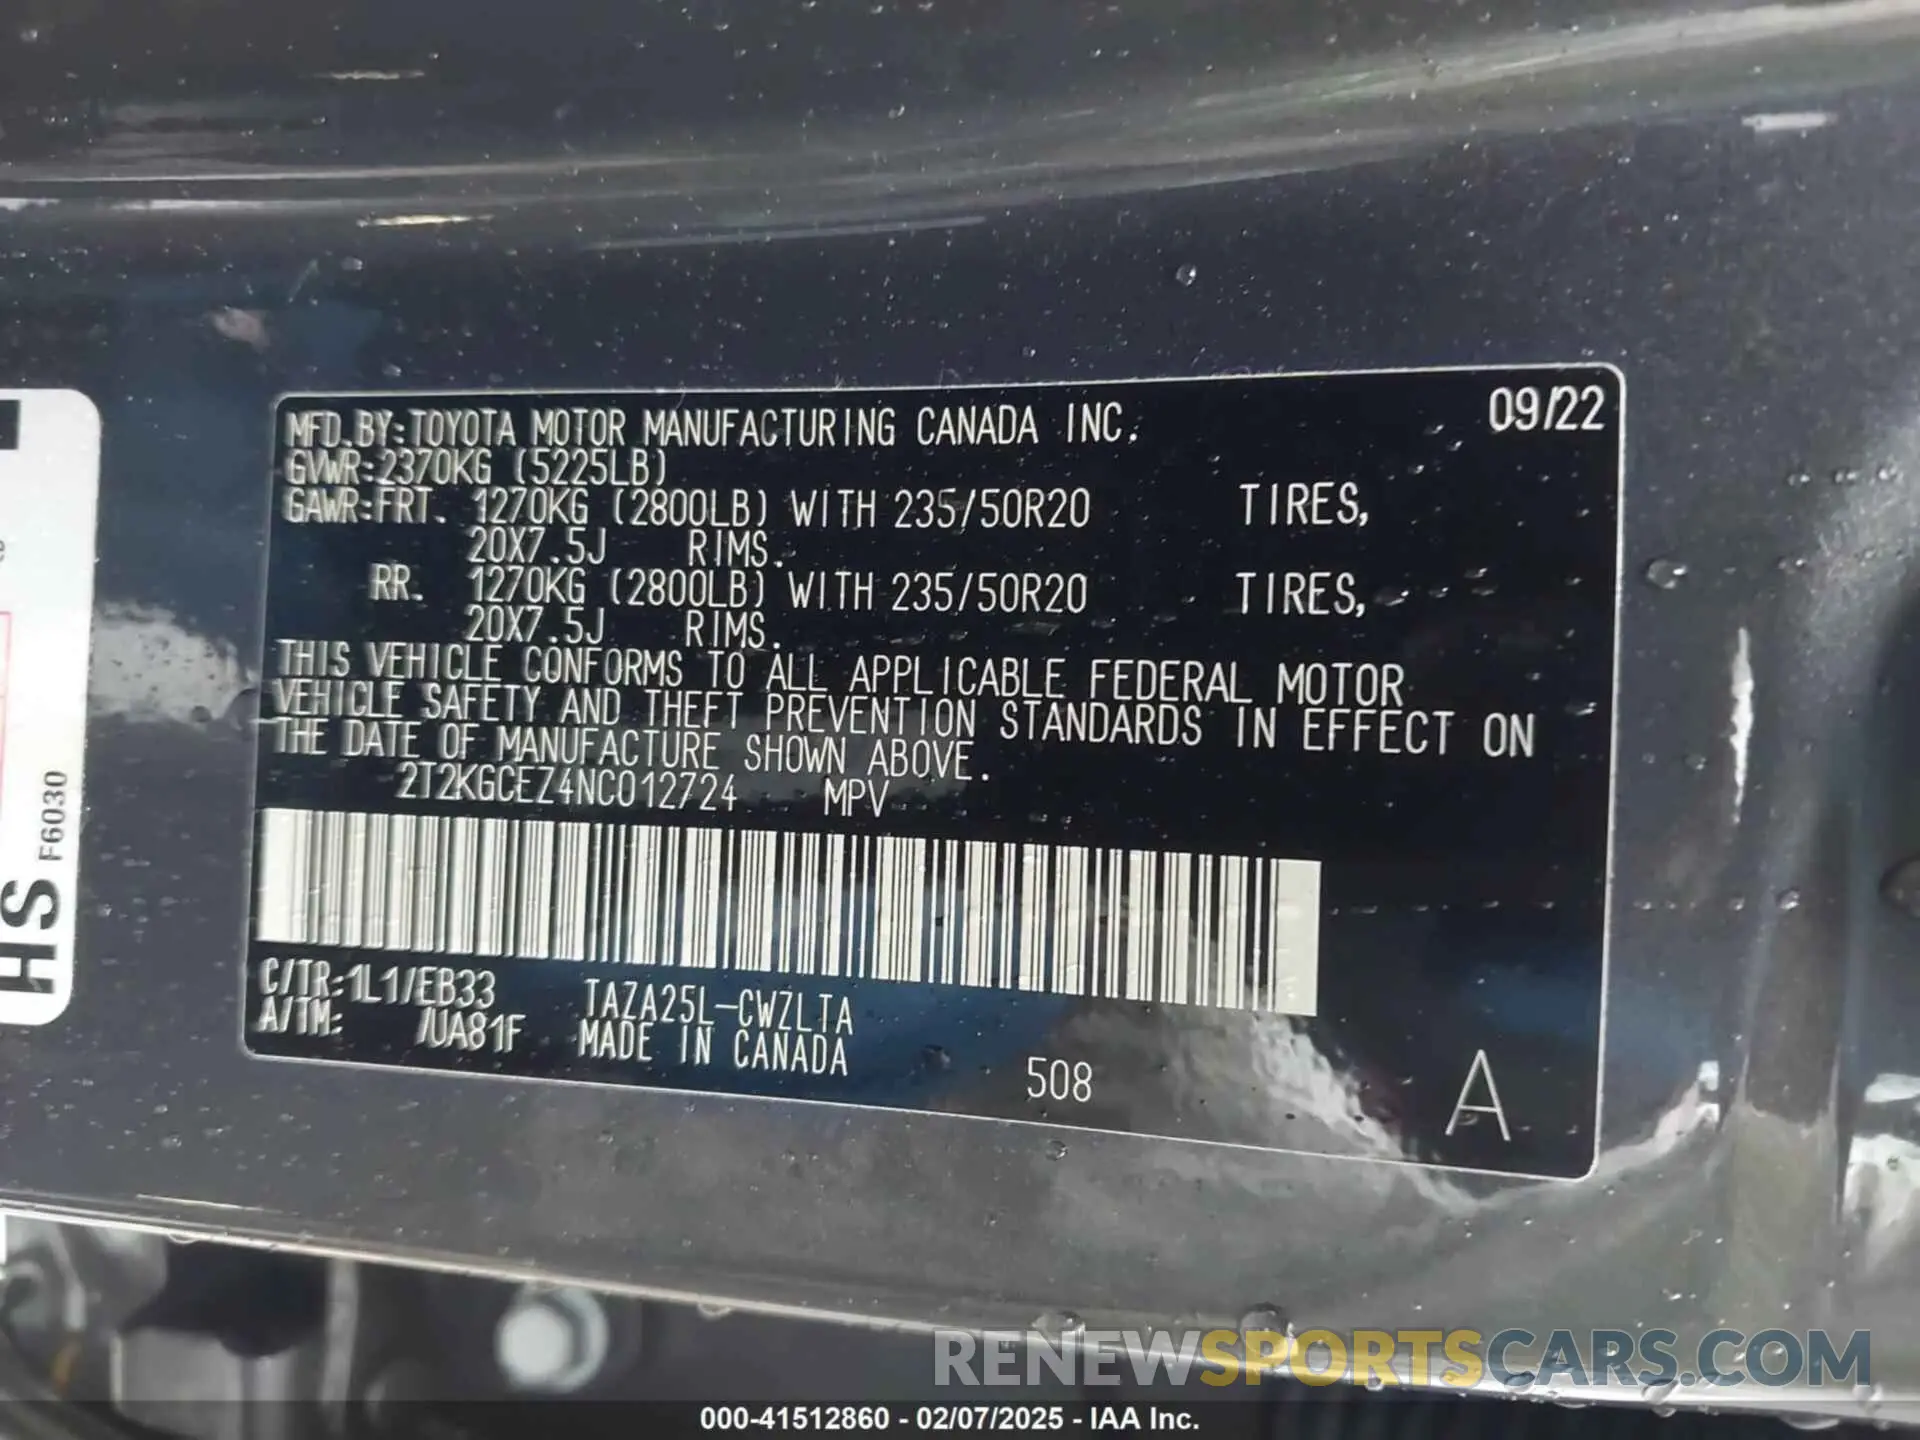 MFD.BY:TOYOTA MOTOR MANUFACTURING CANADA INC. 09/22
GVWR:2370KG (5225LB)
GAWR:FRT. 1270KG (2800LB) WITH 235/50R20 TIRES,
20X7.5J RIMS.
RR. 1270KG (2800LB) WITH 235/50R20 TIRES,
20X7.5J RIMS.
THIS VEHICLE CONFORMS TO ALL APPLICABLE FEDERAL MOTOR
VEHICLE SAFETY AND THEFT PREVENTION STANDARDS IN EFFECT ON
THE DATE OF MANUFACTURE SHOWN ABOVE.
2T2KGCEZ4NC012724 MPV
C/TR:1L1/EB33 TAZA25L-CWZLTA
A/TM: /UA81F MADE IN CANADA
508 A
HS F6030
RENEWSPORTSCARS.COM
000-41512860 - 02/07/2025 - IAA Inc.